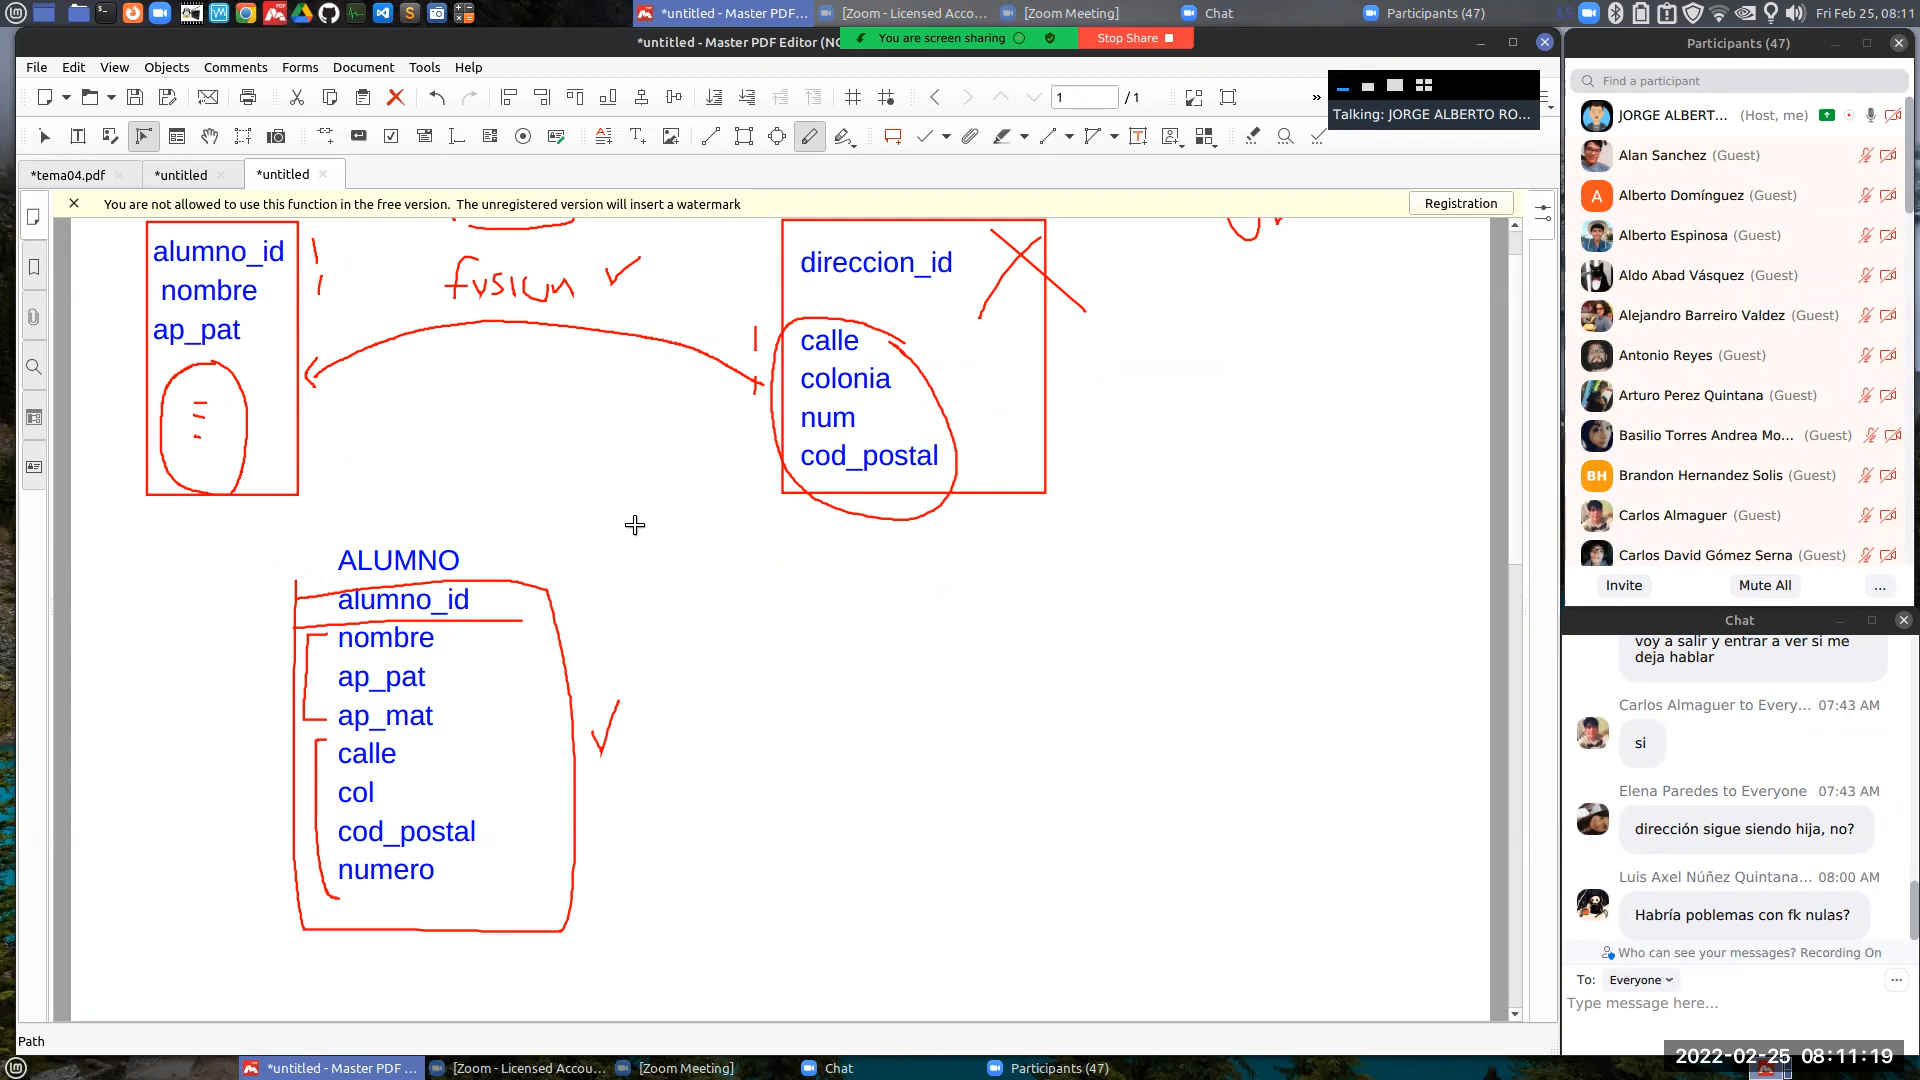 *untitled - Master PDF...
[Zoom - Licensed Acco...
[Zoom Meeting]
Chat
Participants (47)
Fri Feb 25, 08:11
*untitled - Master PDF Editor (NO
You are screen sharing
Stop Share
File Edit View Objects Comments Forms Document Tools Help
1 / 1
Talking: JORGE ALBERTO RO...
*tema04.pdf
*untitled
*untitled
You are not allowed to use this function in the free version. The unregistered version will insert a watermark
Registration
alumno_id
nombre
ap_pat
fusion
direccion_id
calle
colonia
num
cod_postal
ALUMNO
alumno_id
nombre
ap_pat
ap_mat
calle
col
cod_postal
numero
Path
Participants (47)
Find a participant
JORGE ALBERT... (Host, me)
Alan Sanchez (Guest)
A Alberto Domínguez (Guest)
Alberto Espinosa (Guest)
Aldo Abad Vásquez (Guest)
Alejandro Barreiro Valdez (Guest)
Antonio Reyes (Guest)
Arturo Perez Quintana (Guest)
Basilio Torres Andrea Mo... (Guest)
BH Brandon Hernandez Solis (Guest)
Carlos Almaguer (Guest)
Carlos David Gómez Serna (Guest)
Invite Mute All ...
Chat
voy a salir y entrar a ver si me
deja hablar
Carlos Almaguer to Every... 07:43 AM
si
Elena Paredes to Everyone 07:43 AM
dirección sigue siendo hija, no?
Luis Axel Núñez Quintana... 08:00 AM
Habría poblemas con fk nulas?
Who can see your messages? Recording On
To: Everyone
Type message here...
*untitled - Master PDF ...
[Zoom - Licensed Accou...
[Zoom Meeting]
Chat
Participants (47)
2022-02-25 08:11:19